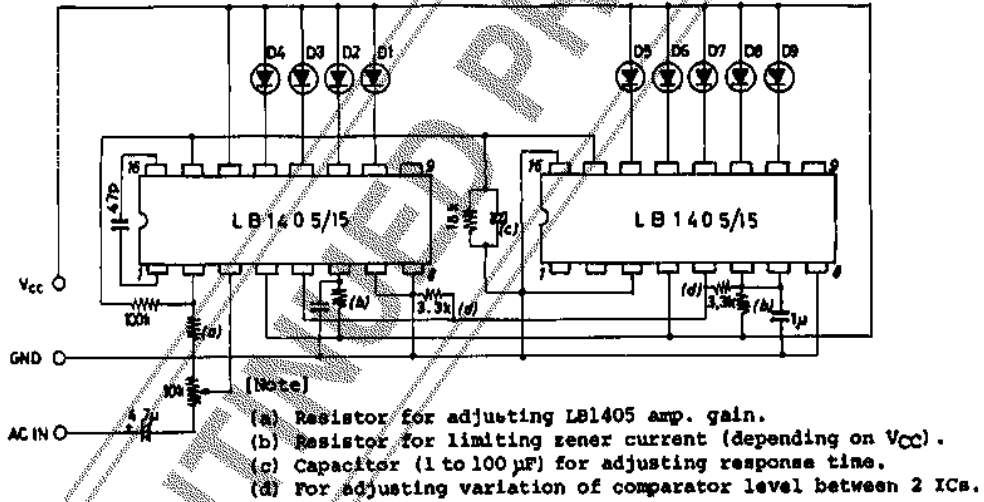 D4 D3 D2 D1 D5 D6 D7 D8 D9
16 9 16 9
47p
LB1405/15
15k
(c)
LB1405/15
1 8 1 8
VCC
100k
(a)
(b)
3.3k
(d)
(d)
3.3k
(b)
1μ
GND
10k
[Note]
AC IN
4.7μ
(a) Resistor for adjusting LB1405 amp. gain.
(b) Resistor for limiting zener current (depending on VCC).
(c) Capacitor (1 to 100 μF) for adjusting response time.
(d) For adjusting variation of comparator level between 2 ICs.